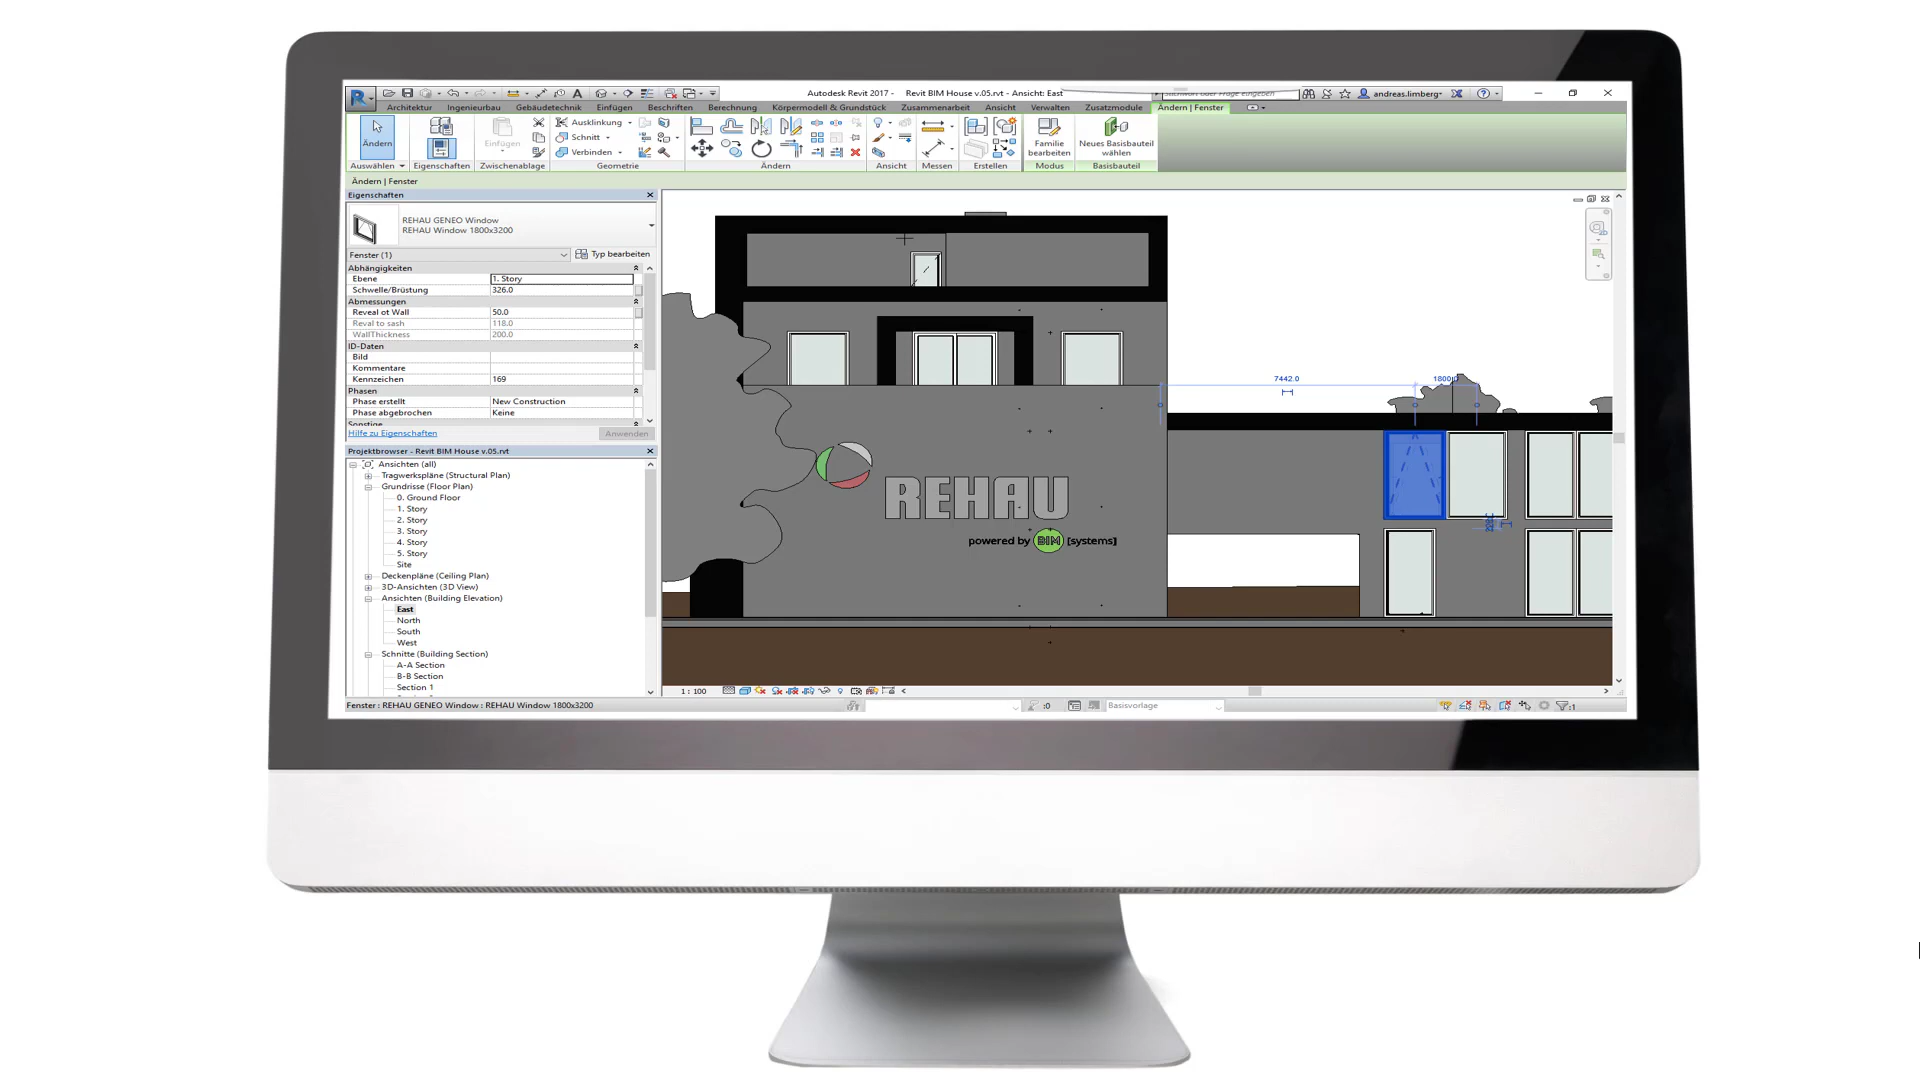 Autodesk Revit 2017 - Revit BIM House v.05.rvt - Ansicht: East
andreas.limberg*
Architektur Ingenieurbau Gebäudetechnik Einfügen Beschriften Berechnung Körpermodell & Grundstück Zusammenarbeit Ansicht Verwalten Zusatzmodule Ändern | Fenster
Ändern
Einfügen
Ausklinkung
Schnitt
Verbinden
Familie bearbeiten
Neues Basisbauteil wählen
Auswählen Eigenschaften Zwischenablage Geometrie Ändern Ansicht Messen Erstellen Modus Basisbauteil
Ändern | Fenster
Eigenschaften
REHAU GENEO Window
REHAU Window 1800x3200
Fenster (1) Typ bearbeiten
Abhängigkeiten
Ebene 1. Story
Schwelle/Brüstung 326.0
Abmessungen
Reveal ot Wall 50.0
Reval to sash 118.0
WallThickness 200.0
ID-Daten
Bild
Kommentare
Kennzeichen 169
Phasen
Phase erstellt New Construction
Phase abgebrochen Keine
Sonstige
Hilfe zu Eigenschaften Anwenden
Projektbrowser - Revit BIM House v.05.rvt
Ansichten (all)
Tragwerkspläne (Structural Plan)
Grundrisse (Floor Plan)
0. Ground Floor
1. Story
2. Story
3. Story
4. Story
5. Story
Site
Deckenpläne (Ceiling Plan)
3D-Ansichten (3D View)
Ansichten (Building Elevation)
East
North
South
West
Schnitte (Building Section)
A-A Section
B-B Section
Section 1
7442.0
REHAU
powered by BIM [systems]
1 : 100
Fenster : REHAU GENEO Window : REHAU Window 1800x3200
:0
Basisvorlage
:1